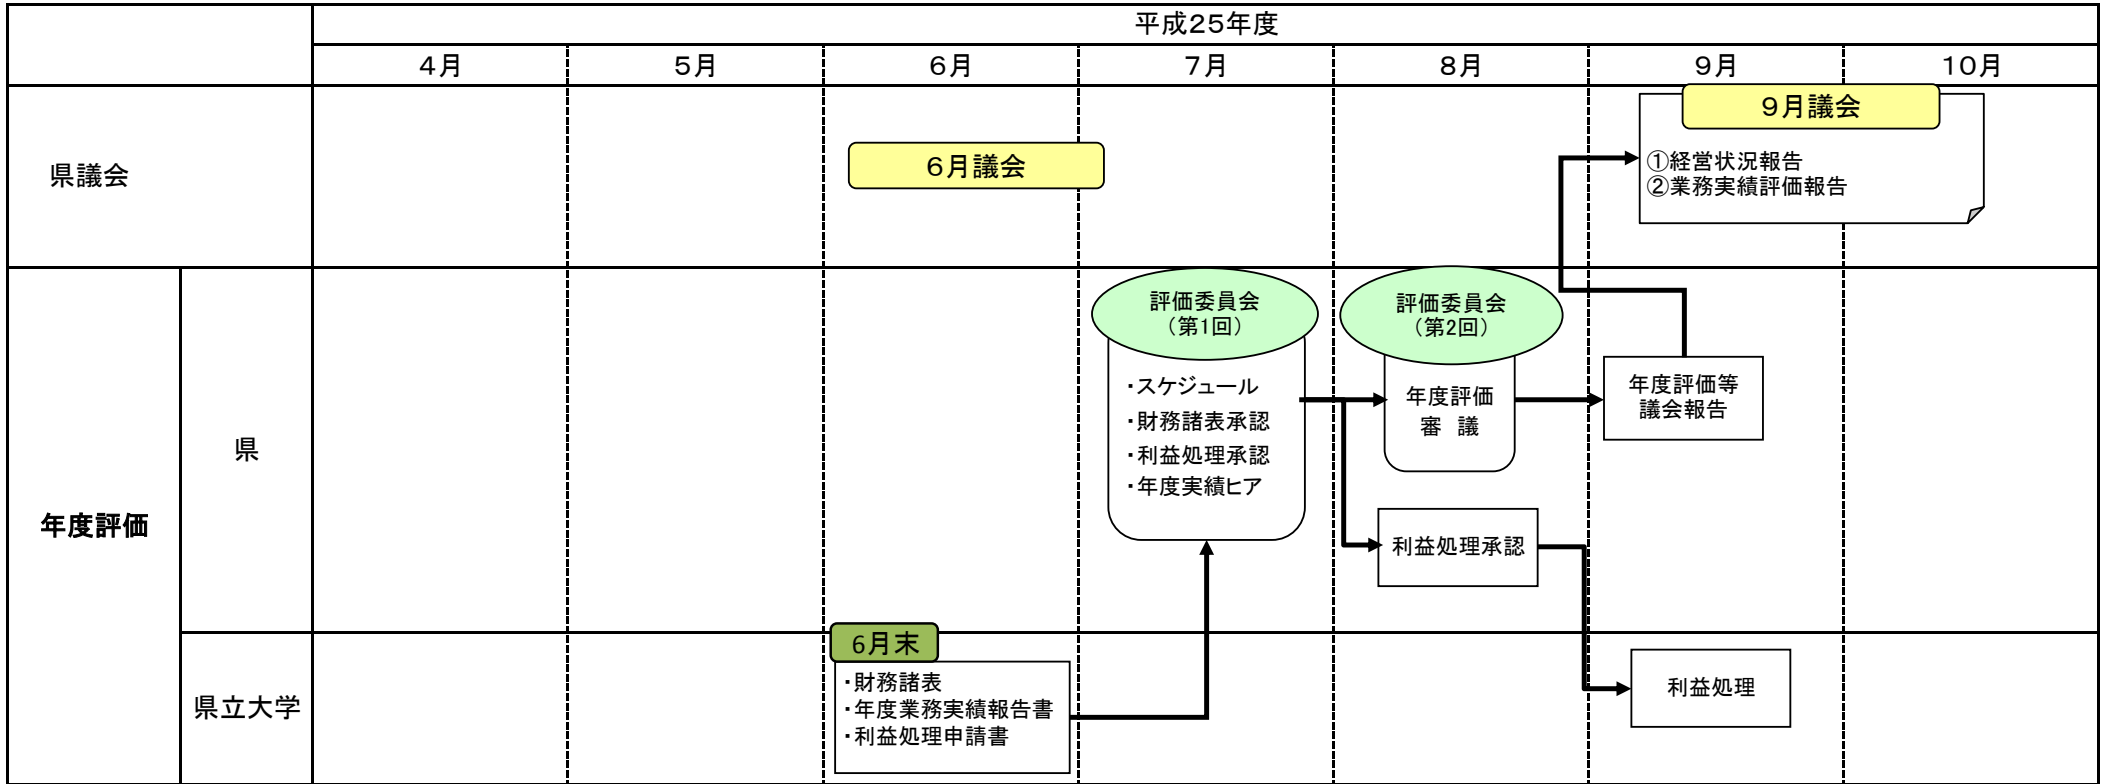 平成２５年度
４月
５月
６月
７月
８月
９月
１０月
県議会
６月議会
９月議会
①経営状況報告
②業務実績評価報告
年度評価
県
評価委員会
（第1回）
・スケジュール
・財務諸表承認
・利益処理承認
・年度実績ヒア
評価委員会
（第2回）
年度評価
審　議
年度評価等
議会報告
利益処理承認
県立大学
6月末
・財務諸表
・年度業務実績報告書
・利益処理申請書
利益処理